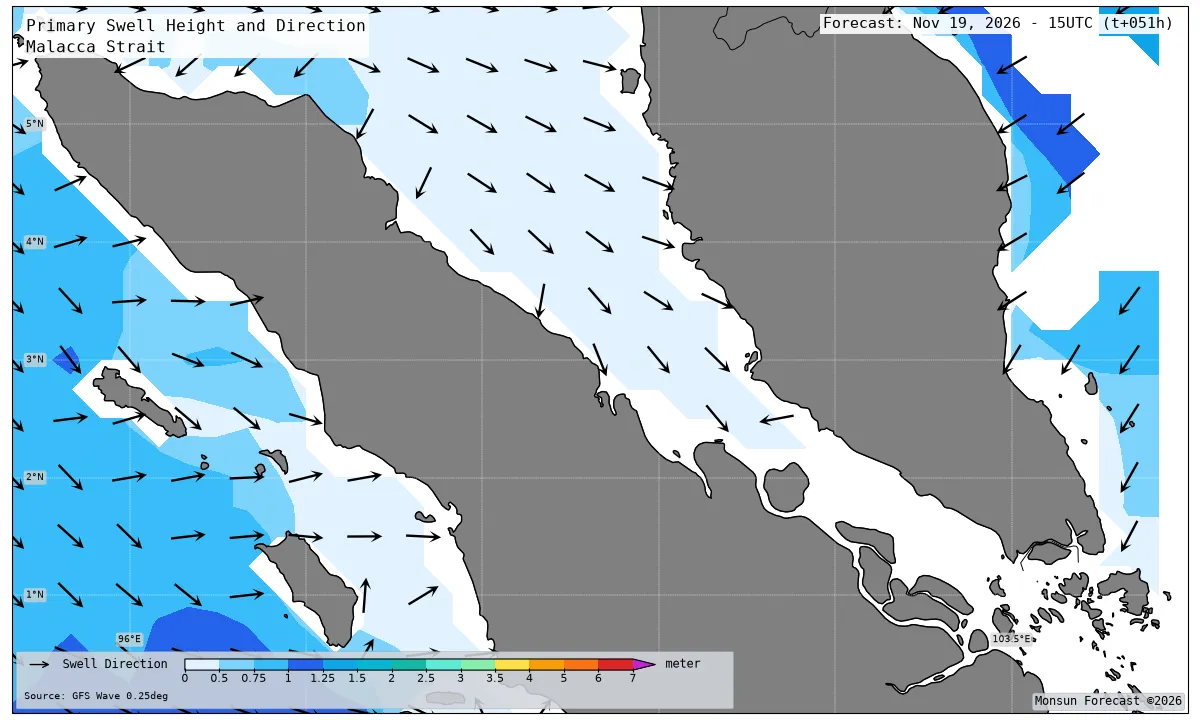 Primary Swell Height and Direction
Malacca Strait
Forecast: Nov 19, 2026 - 15UTC (t+051h)
5°N
4°N
3°N
2°N
1°N
96°E
103.5°E
Swell Direction
0 0.5 0.75 1 1.25 1.5 2 2.5 3 3.5 4 5 6 7
meter
Source: GFS Wave 0.25deg
Monsun Forecast ©2026